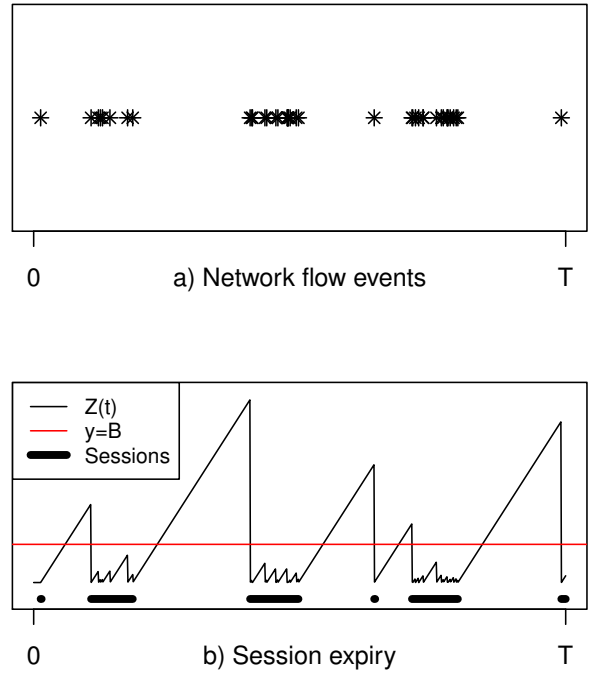 0 a) Network flow events T
Z(t)
y=B
Sessions
0 b) Session expiry T